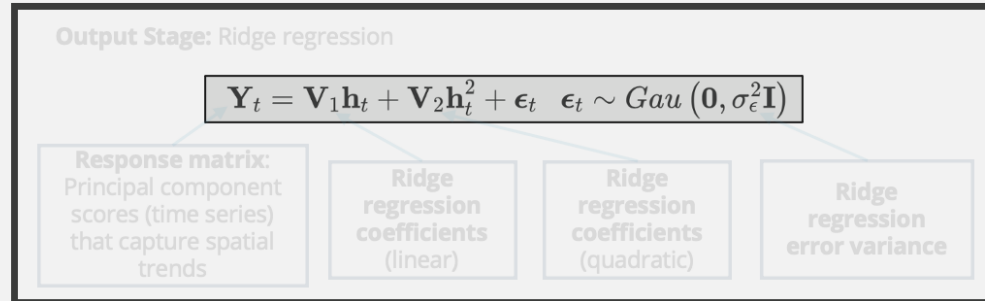 Output Stage: Ridge regression
Y_t = V_1 h_t + V_2 h_t^2 + ϵ_t   ϵ_t ~ Gau (0, σ_ϵ^2 I)
Response matrix:
Principal component
scores (time series)
that capture spatial
trends
Ridge
regression
coefficients
(linear)
Ridge
regression
coefficients
(quadratic)
Ridge
regression
error variance